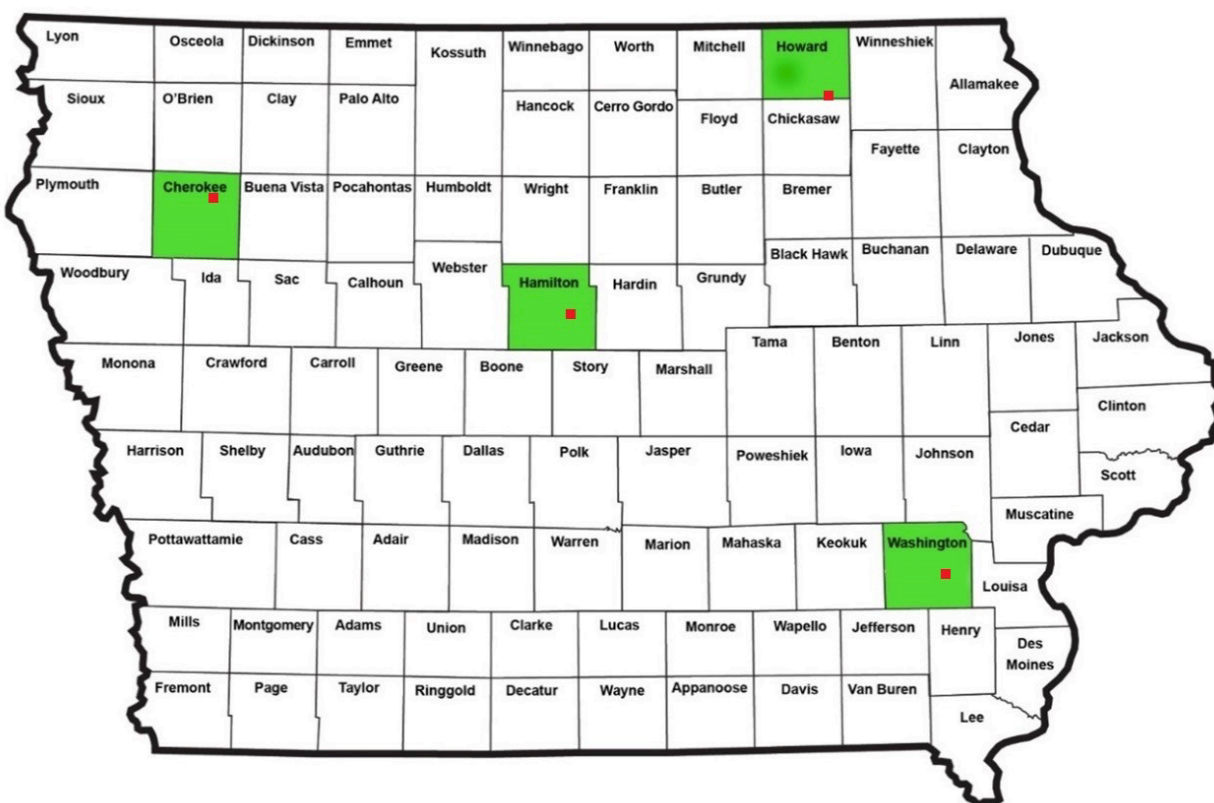 Lyon
Osceola
Dickinson
Emmet
Kossuth
Winnebago
Worth
Mitchell
Howard
Winneshiek
Allamakee
Sioux
O'Brien
Clay
Palo Alto
Hancock
Cerro Gordo
Floyd
Chickasaw
Fayette
Clayton
Plymouth
Cherokee
Buena Vista
Pocahontas
Humboldt
Wright
Franklin
Butler
Bremer
Woodbury
Ida
Sac
Calhoun
Webster
Hamilton
Hardin
Grundy
Black Hawk
Buchanan
Delaware
Dubuque
Monona
Crawford
Carroll
Greene
Boone
Story
Marshall
Tama
Benton
Linn
Jones
Jackson
Clinton
Cedar
Harrison
Shelby
Audubon
Guthrie
Dallas
Polk
Jasper
Poweshiek
Iowa
Johnson
Scott
Muscatine
Pottawattamie
Cass
Adair
Madison
Warren
Marion
Mahaska
Keokuk
Washington
Louisa
Mills
Montgomery
Adams
Union
Clarke
Lucas
Monroe
Wapello
Jefferson
Henry
Des
Moines
Fremont
Page
Taylor
Ringgold
Decatur
Wayne
Appanoose
Davis
Van Buren
Lee